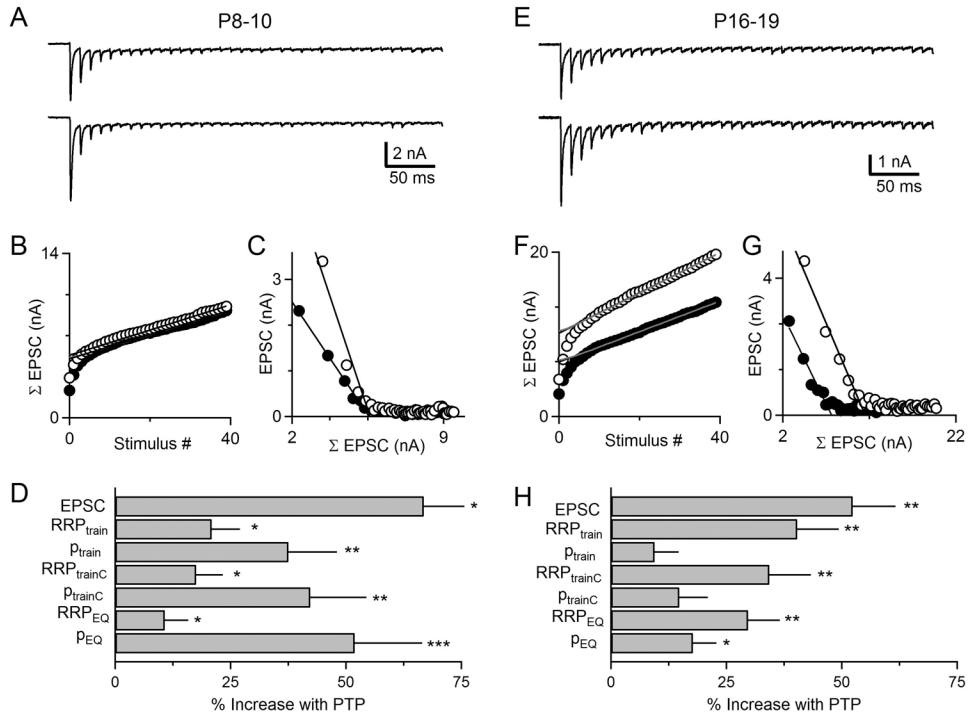 A
P8-10
2 nA
50 ms
E
P16-19
1 nA
50 ms
B
14
Σ EPSC (nA)
0
0
40
Stimulus #
C
3
EPSC (nA)
0
2
9
Σ EPSC (nA)
F
20
Σ EPSC (nA)
0
0
40
Stimulus #
G
4
EPSC (nA)
0
2
22
Σ EPSC (nA)
D
EPSC *
RRPtrain *
ptrain **
RRPtrainC *
ptrainC **
RRPEQ *
pEQ ***
0 25 50 75
% Increase with PTP
H
EPSC **
RRPtrain **
ptrain
RRPtrainC **
ptrainC
RRPEQ **
pEQ *
0 25 50 75
% Increase with PTP